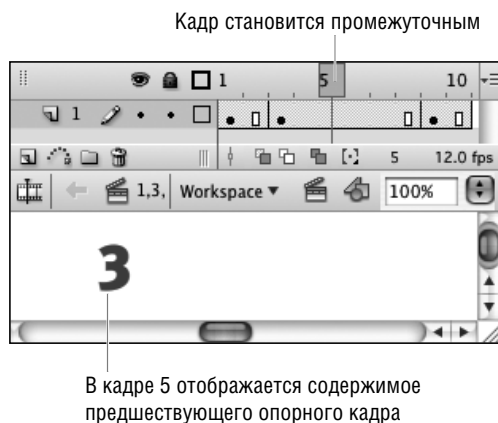 Кадр становится промежуточным
1 5 10
1
5 12.0 fps
1,3, Workspace 100%
3
В кадре 5 отображается содержимое
предшествующего опорного кадра